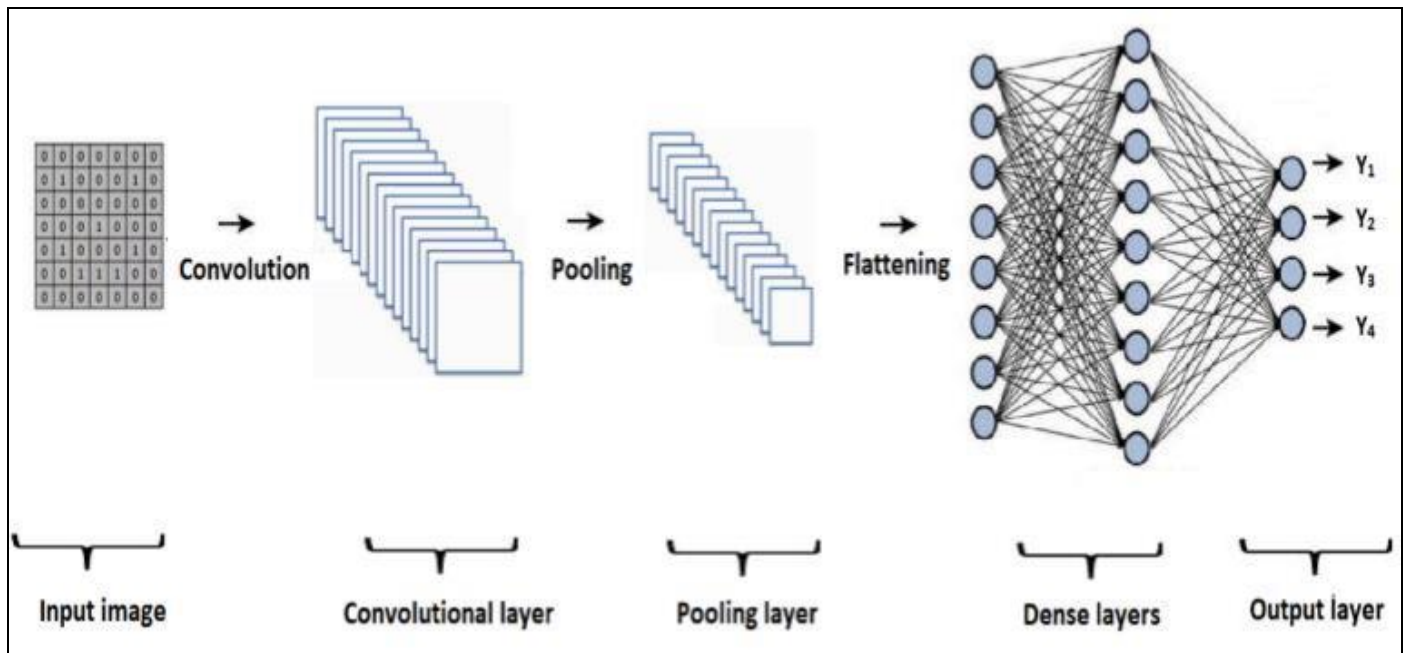 0 0 0 0 0 0 0
0 1 0 0 0 1 0
0 0 0 0 0 0 0
0 0 0 1 0 0 0
0 1 0 0 0 1 0
0 0 1 1 1 0 0
0 0 0 0 0 0 0
Convolution
Pooling
Flattening
Y₁
Y₂
Y₃
Y₄
Input image
Convolutional layer
Pooling layer
Dense layers
Output layer